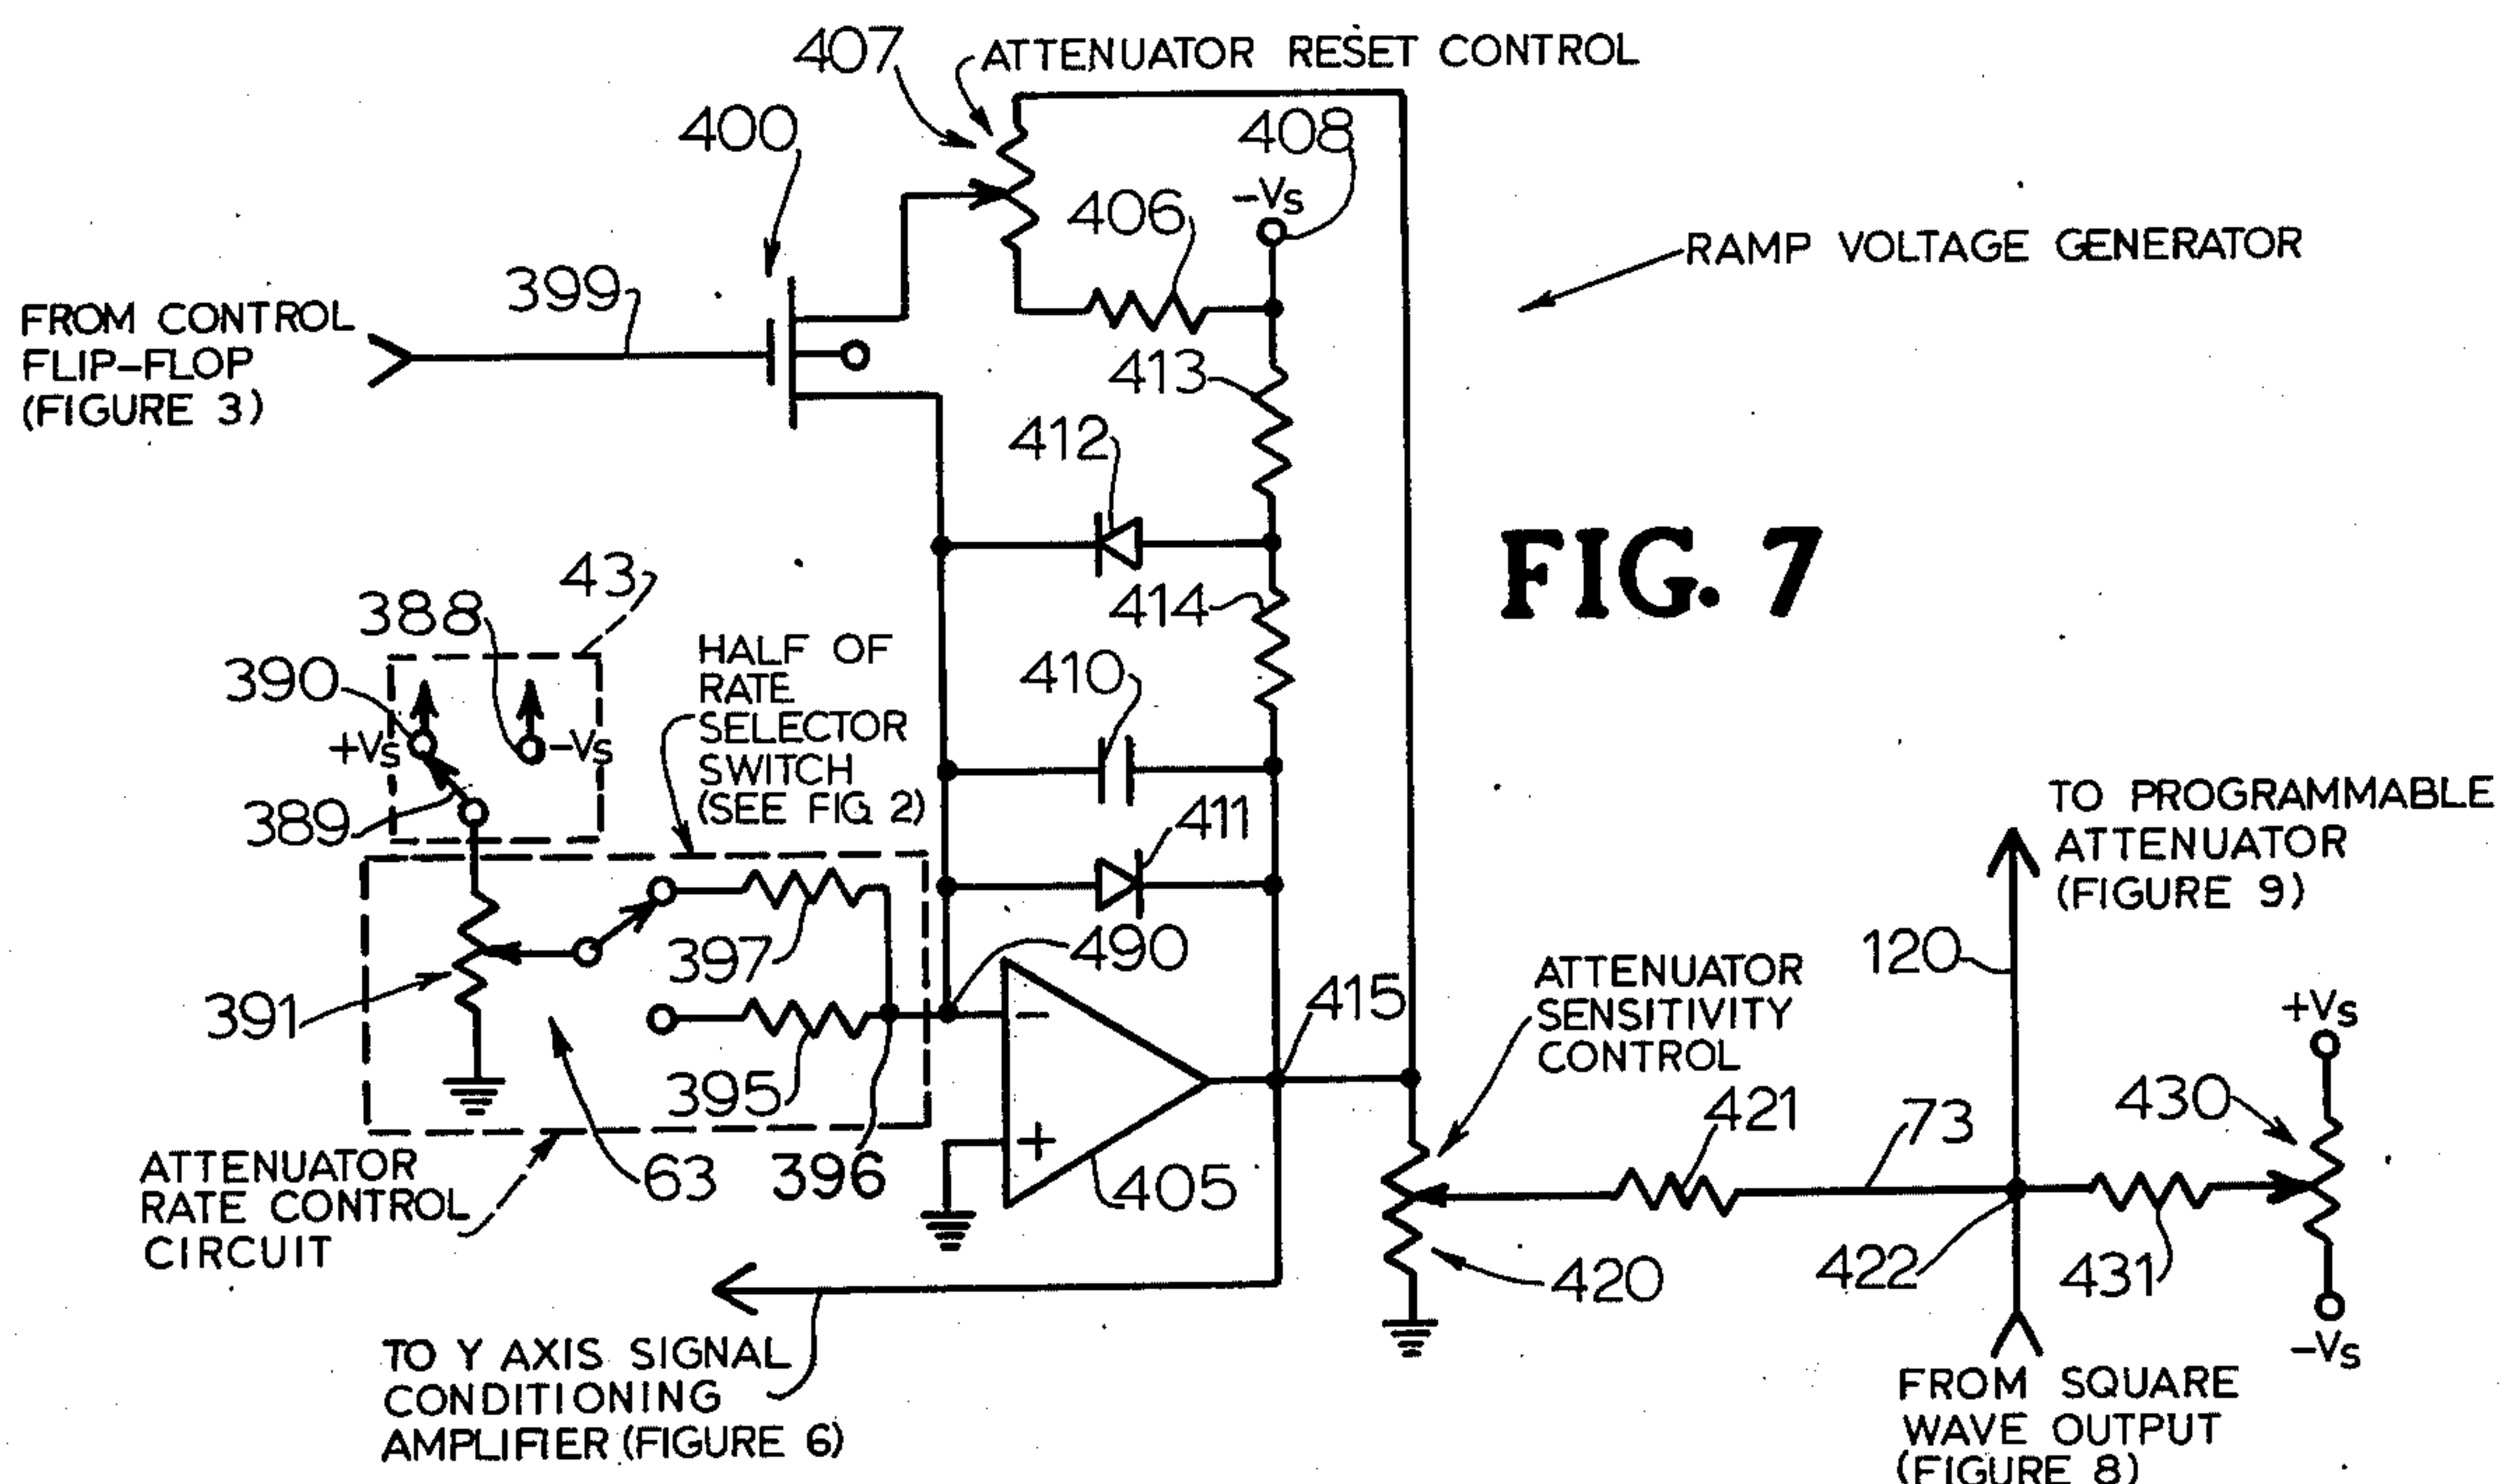 407
ATTENUATOR RESET CONTROL
400
408
-Vs
406
RAMP VOLTAGE GENERATOR
399
FROM CONTROL
FLIP-FLOP
(FIGURE 3)
413
412
FIG. 7
43
388
414
390
HALF OF
RATE
SELECTOR
SWITCH
(SEE FIG 2)
410
+Vs
-Vs
389
411
TO PROGRAMMABLE
ATTENUATOR
(FIGURE 9)
397
490
120
391
415
ATTENUATOR
SENSITIVITY
CONTROL
+Vs
395
-
+
421
73
430
ATTENUATOR
RATE CONTROL
CIRCUIT
63
396
405
420
422
431
-Vs
TO Y AXIS SIGNAL
CONDITIONING
AMPLIFIER (FIGURE 6)
FROM SQUARE
WAVE OUTPUT
(FIGURE 8)